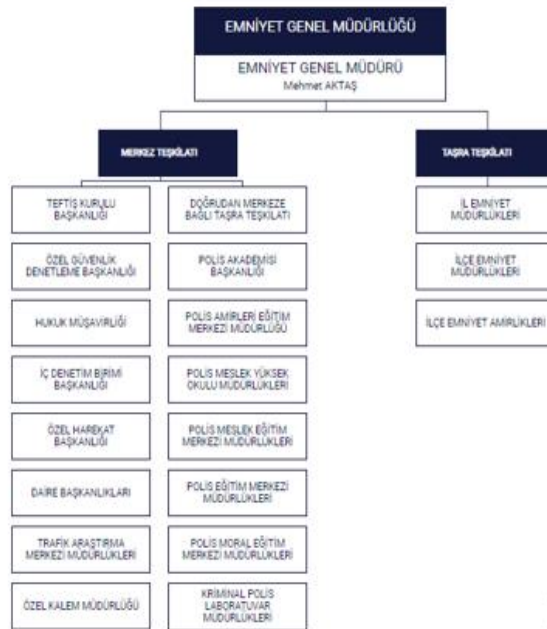 EMNİYET GENEL MÜDÜRLÜĞÜ
EMNİYET GENEL MÜDÜRÜ
Mehmet AKTAŞ
MERKEZ TEŞKİLATI
TEFTİŞ KURULU
BAŞKANLIĞI
ÖZEL GÜVENLİK
DENETLEME BAŞKANLIĞI
HUKUK MÜŞAVİRLİĞİ
İÇ DENETİM BİRİMİ
BAŞKANLIĞI
ÖZEL HAREKAT
BAŞKANLIĞI
DAİRE BAŞKANLIKLARI
TRAFİK ARAŞTIRMA
MERKEZİ MÜDÜRLÜKLERİ
ÖZEL KALEM MÜDÜRLÜĞÜ
DOĞRUDAN MERKEZE
BAĞLI TAŞRA TEŞKILATI
POLİS AKADEMİSİ
BAŞKANLIĞI
POLİS AMİRLERİ EĞİTİM
MERKEZİ MÜDÜRLÜĞÜ
POLİS MESLEK YÜKSEK
OKULU MÜDÜRLÜKLERİ
POLİS MESLEK EĞİTİM
MERKEZİ MÜDÜRLÜKLERİ
POLİS EĞİTİM MERKEZİ
MÜDÜRLÜKLERİ
POLİS MORAL EĞİTİM
MERKEZİ MÜDÜRLÜKLERİ
KRİMİNAL POLİS
LABORATUVAR
MÜDÜRLÜKLERİ
TAŞRA TEŞKİLATI
İL EMNİYET
MÜDÜRLÜKLERİ
İLÇE EMNİYET
MÜDÜRLÜKLERİ
İLÇE EMNİYET AMİRLİKLERİ